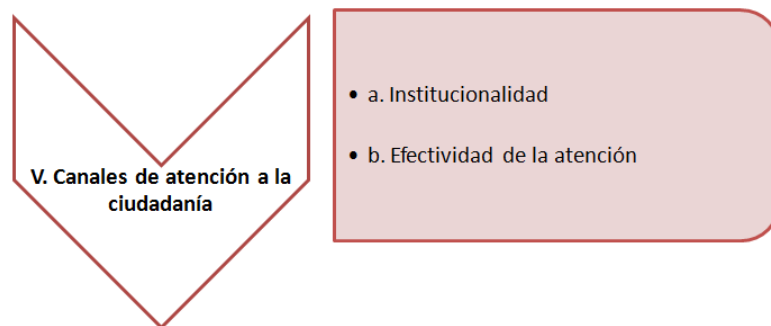 V. Canales de atención a la
ciudadanía
• a. Institucionalidad
• b. Efectividad de la atención